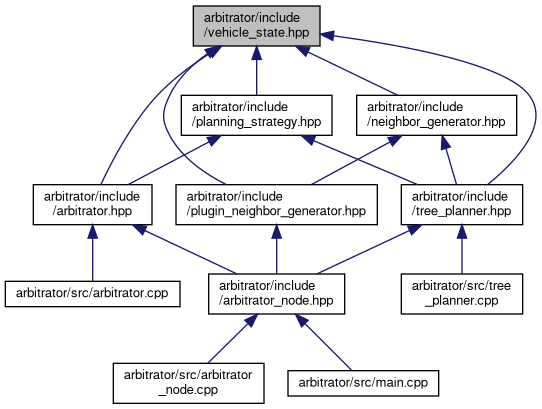 arbitrator/include
/vehicle_state.hpp
arbitrator/include
/planning_strategy.hpp
arbitrator/include
/neighbor_generator.hpp
arbitrator/include
/arbitrator.hpp
arbitrator/include
/plugin_neighbor_generator.hpp
arbitrator/include
/tree_planner.hpp
arbitrator/src/arbitrator.cpp
arbitrator/include
/arbitrator_node.hpp
arbitrator/src/tree
_planner.cpp
arbitrator/src/arbitrator
_node.cpp
arbitrator/src/main.cpp